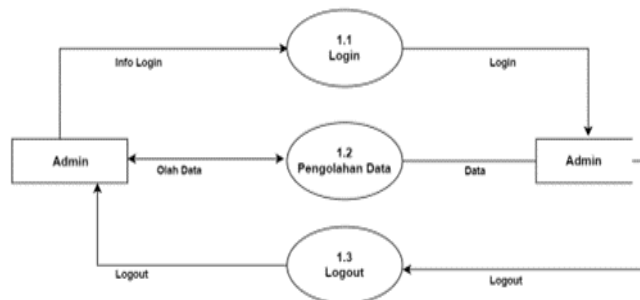 1.1
Login
Info Login
Login
Admin
1.2
Pengolahan Data
Admin
Olah Data
Data
1.3
Logout
Logout
Logout